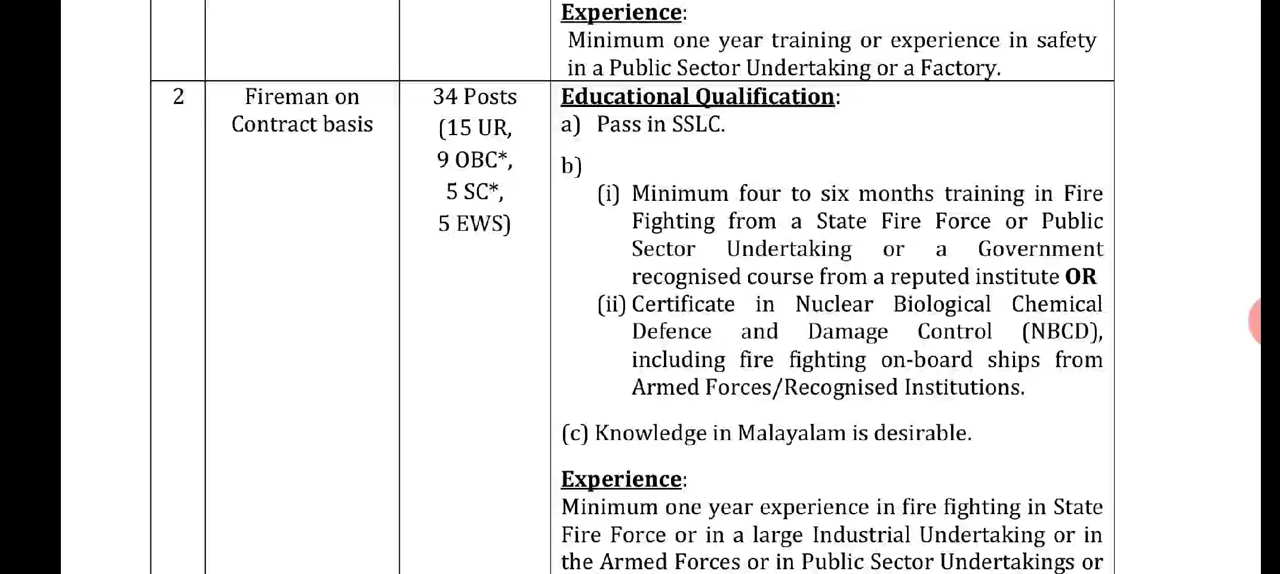 Experience:
Minimum one year training or experience in safety
in a Public Sector Undertaking or a Factory.
2
Fireman on
Contract basis
34 Posts
(15 UR,
9 OBC*,
5 SC*,
5 EWS)
Educational Qualification:
a) Pass in SSLC.
b)
(i) Minimum four to six months training in Fire
Fighting from a State Fire Force or Public
Sector Undertaking or a Government
recognised course from a reputed institute OR
(ii) Certificate in Nuclear Biological Chemical
Defence and Damage Control (NBCD),
including fire fighting on-board ships from
Armed Forces/Recognised Institutions.
(c) Knowledge in Malayalam is desirable.
Experience:
Minimum one year experience in fire fighting in State
Fire Force or in a large Industrial Undertaking or in
the Armed Forces or in Public Sector Undertakings or